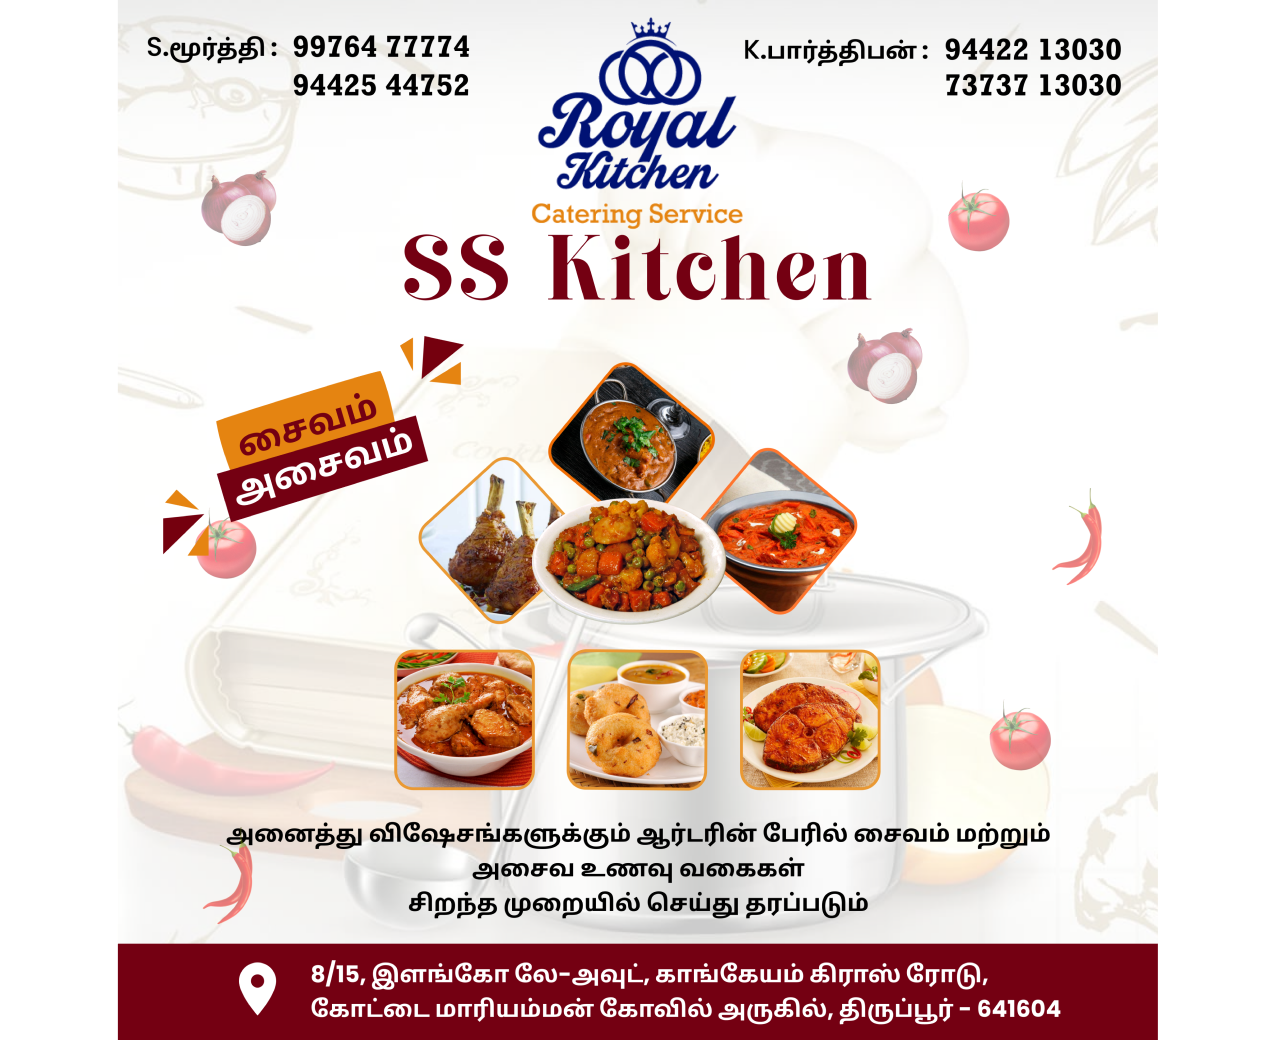 S.மூர்த்தி : 99764 77774
94425 44752
K.பார்த்திபன் : 94422 13030
73737 13030
Royal
Kitchen
Catering Service
SS Kitchen
சைவம்
அசைவம்
அனைத்து விஷேசங்களுக்கும் ஆர்டரின் பேரில் சைவம் மற்றும்
அசைவ உணவு வகைகள்
சிறந்த முறையில் செய்து தரப்படும்
8/15, இளங்கோ லே-அவுட், காங்கேயம் கிராஸ் ரோடு,
கோட்டை மாரியம்மன் கோவில் அருகில், திருப்பூர் - 641604